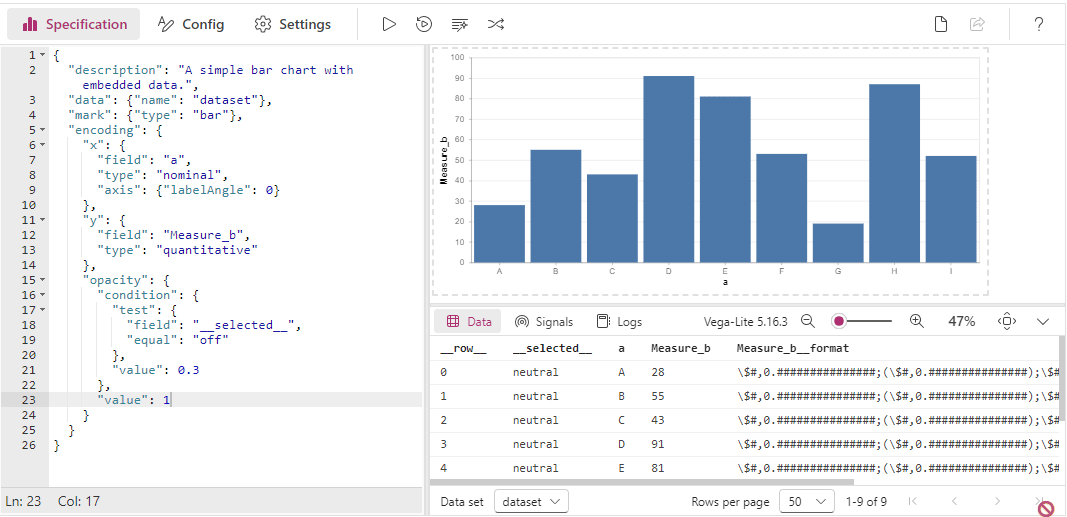 Specification Config Settings ?
1 {
2 "description": "A simple bar chart with
embedded data.",
3 "data": {"name": "dataset"},
4 "mark": {"type": "bar"},
5 "encoding": {
6 "x": {
7 "field": "a",
8 "type": "nominal",
9 "axis": {"labelAngle": 0}
10 },
11 "y": {
12 "field": "Measure_b",
13 "type": "quantitative"
14 },
15 "opacity": {
16 "condition": {
17 "test": {
18 "field": "__selected__",
19 "equal": "off"
20 },
21 "value": 0.3
22 },
23 "value": 1
24 }
25 }
26 }
Ln: 23 Col: 17
100
90
80
70
60
50
40
30
20
10
0
Measure_b
A B C D E F G H I
a
Data Signals Logs Vega-Lite 5.16.3 47%
__row__ __selected__ a Measure_b Measure_b__format
0 neutral A 28 \$#,0.###############;(\$#,0.###############);\$#
1 neutral B 55 \$#,0.###############;(\$#,0.###############);\$#
2 neutral C 43 \$#,0.###############;(\$#,0.###############);\$#
3 neutral D 91 \$#,0.###############;(\$#,0.###############);\$#
4 neutral E 81 \$#,0.###############;(\$#,0.###############);\$#
Data set dataset Rows per page 50 1-9 of 9